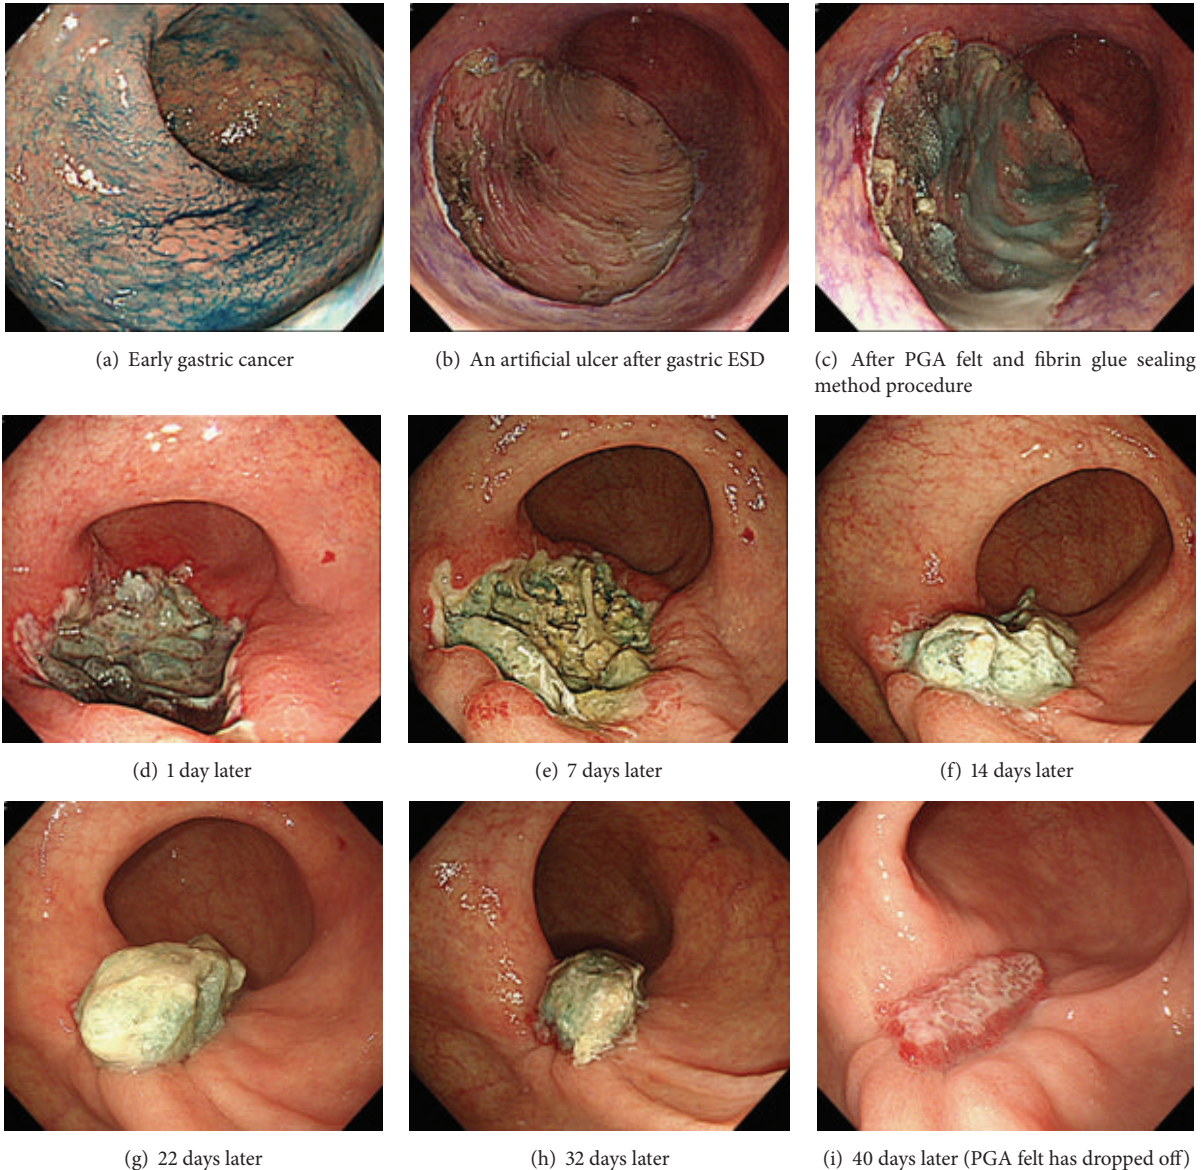 (a) Early gastric cancer
(b) An artificial ulcer after gastric ESD
(c) After PGA felt and fibrin glue sealing
method procedure
(d) 1 day later
(e) 7 days later
(f) 14 days later
(g) 22 days later
(h) 32 days later
(i) 40 days later (PGA felt has dropped off)